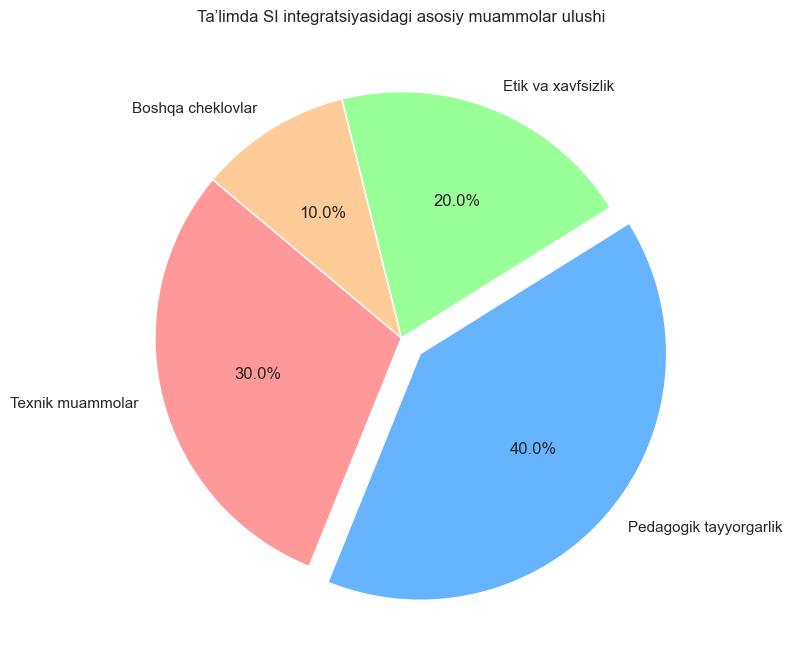 Ta’limda SI integratsiyasidagi asosiy muammolar ulushi
Etik va xavfsizlik
Boshqa cheklovlar
20.0%
10.0%
30.0%
Texnik muammolar
40.0%
Pedagogik tayyorgarlik